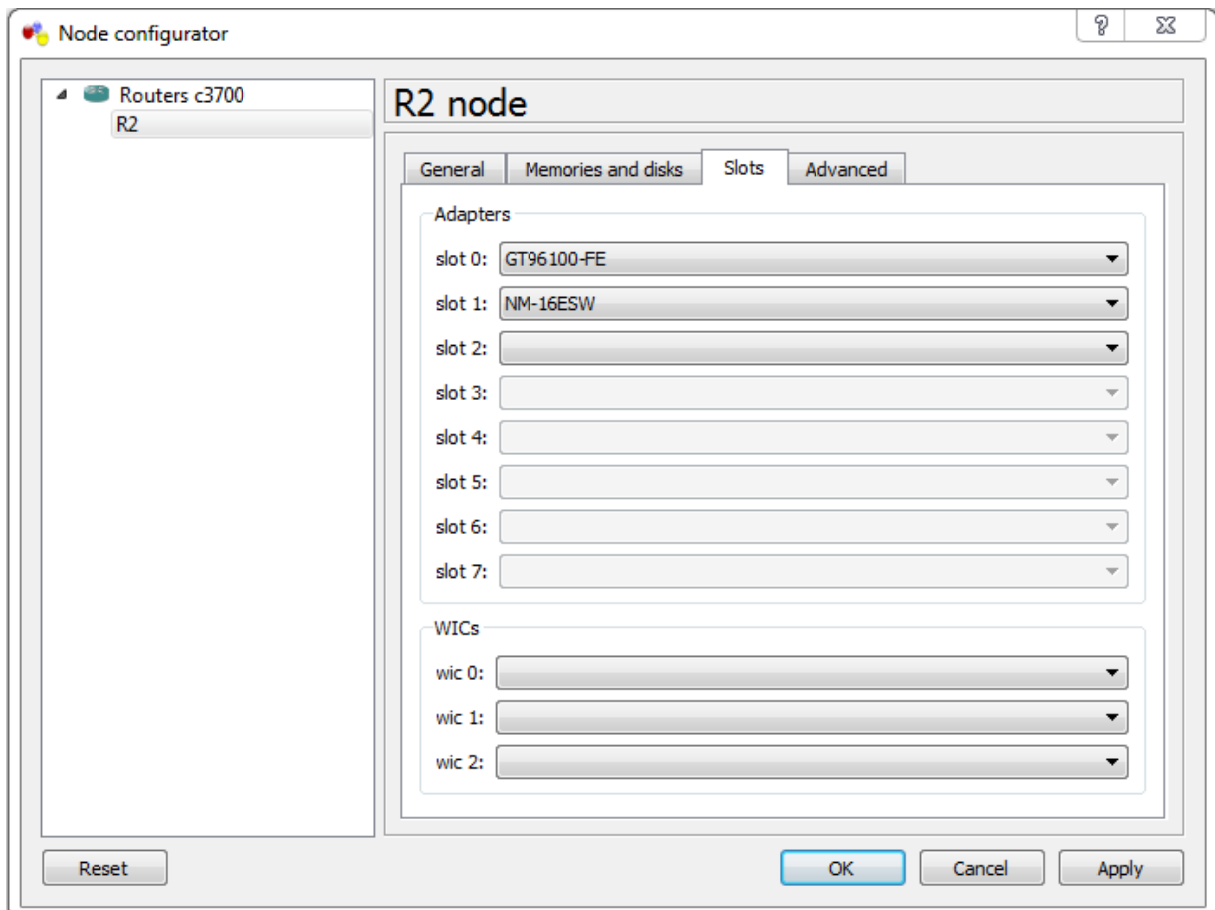 Node configurator
Routers c3700
R2
R2 node
General Memories and disks Slots Advanced
Adapters
slot 0: GT96100-FE
slot 1: NM-16ESW
slot 2:
slot 3:
slot 4:
slot 5:
slot 6:
slot 7:
WICs
wic 0:
wic 1:
wic 2:
Reset OK Cancel Apply